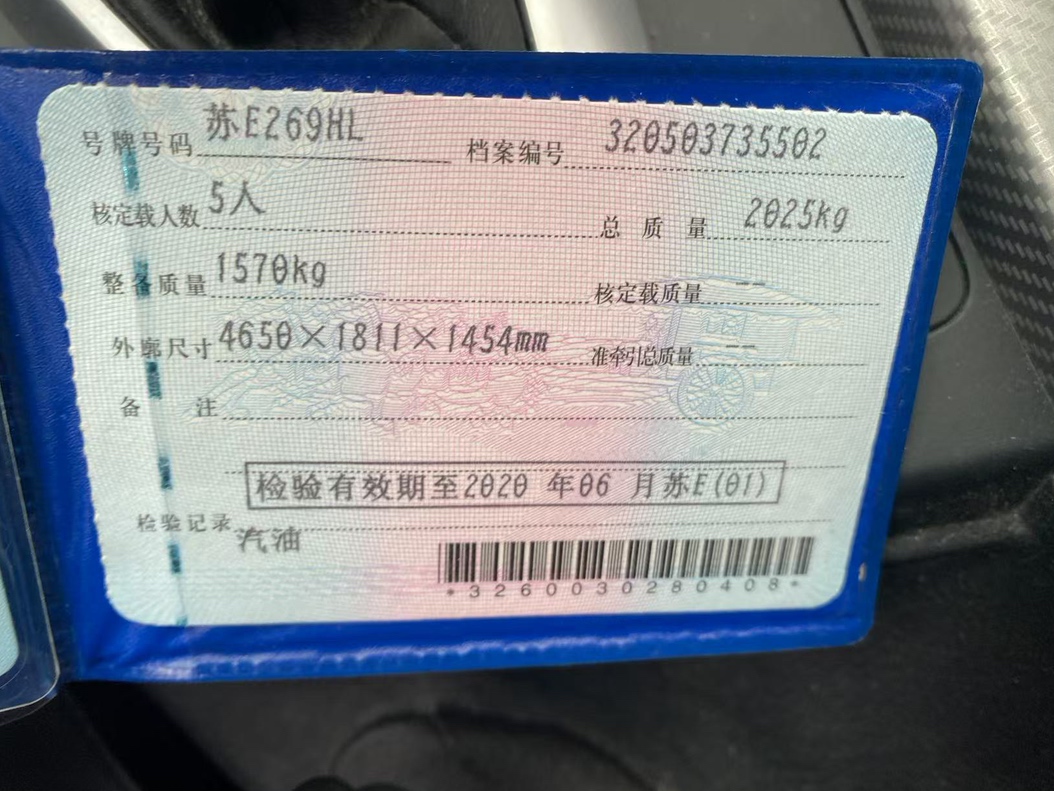 号牌号码 苏E269HL 档案编号 320503735502
核定载人数 5人 总质量 2025kg
整备质量 1570kg 核定载质量 --
外廓尺寸 4650×1811×1454mm 准牵引总质量 --
备注
检验有效期至2020 年06 月苏E(01)
检验记录
汽油
*3260030280408*